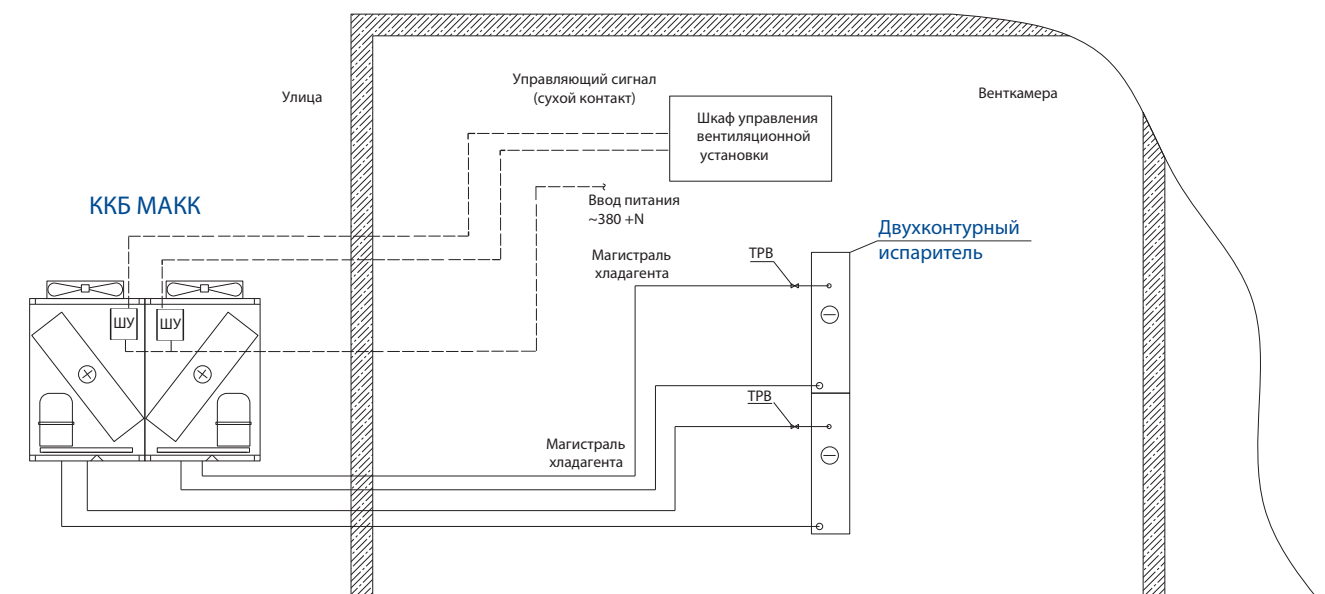 Управляющий сигнал
(сухой контакт)
Улица
Венткамера
Шкаф управления
вентиляционной
установки
ККБ МАКК
Ввод питания
~380 +N
Двухконтурный
испаритель
Магистраль
хладагента
ТРВ
ШУ
ШУ
ТРВ
Магистраль
хладагента